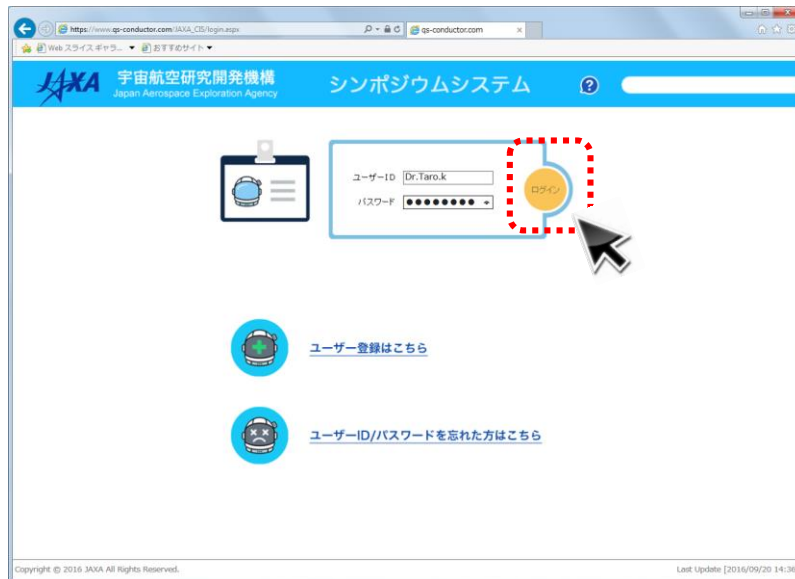 https://www.qs-conductor.com/JAXA_CIS/login.aspx
qs-conductor.com
Web スライス ギャラ...
おすすめサイト
JAXA 宇宙航空研究開発機構
Japan Aerospace Exploration Agency
シンポジウムシステム
?
ユーザーID Dr.Taro.k
パスワード ●●●●●●●●
ログイン
ユーザー登録はこちら
ユーザーID/パスワードを忘れた方はこちら
Copyright © 2016 JAXA All Rights Reserved.
Last Update [2016/09/20 14:36